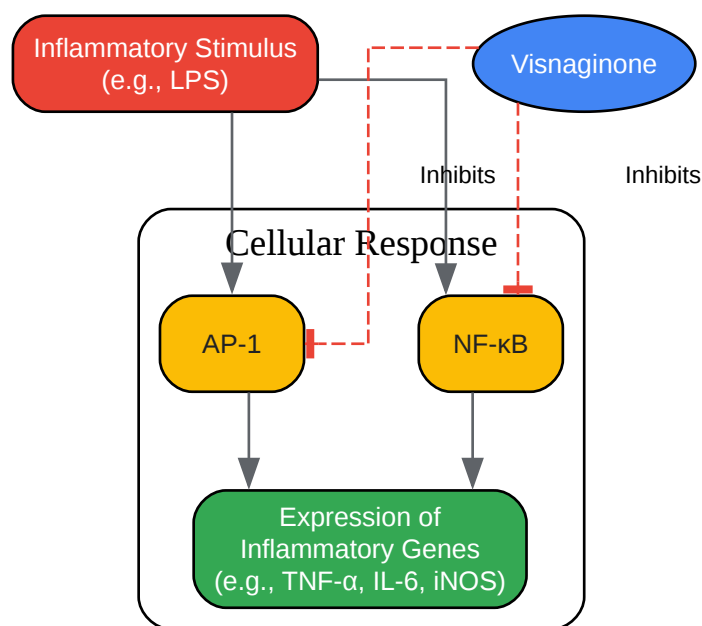 Inflammatory Stimulus
(e.g., LPS)
Visnaginone
Inhibits
Inhibits
Cellular Response
AP-1
NF-κB
Expression of
Inflammatory Genes
(e.g., TNF-α, IL-6, iNOS)